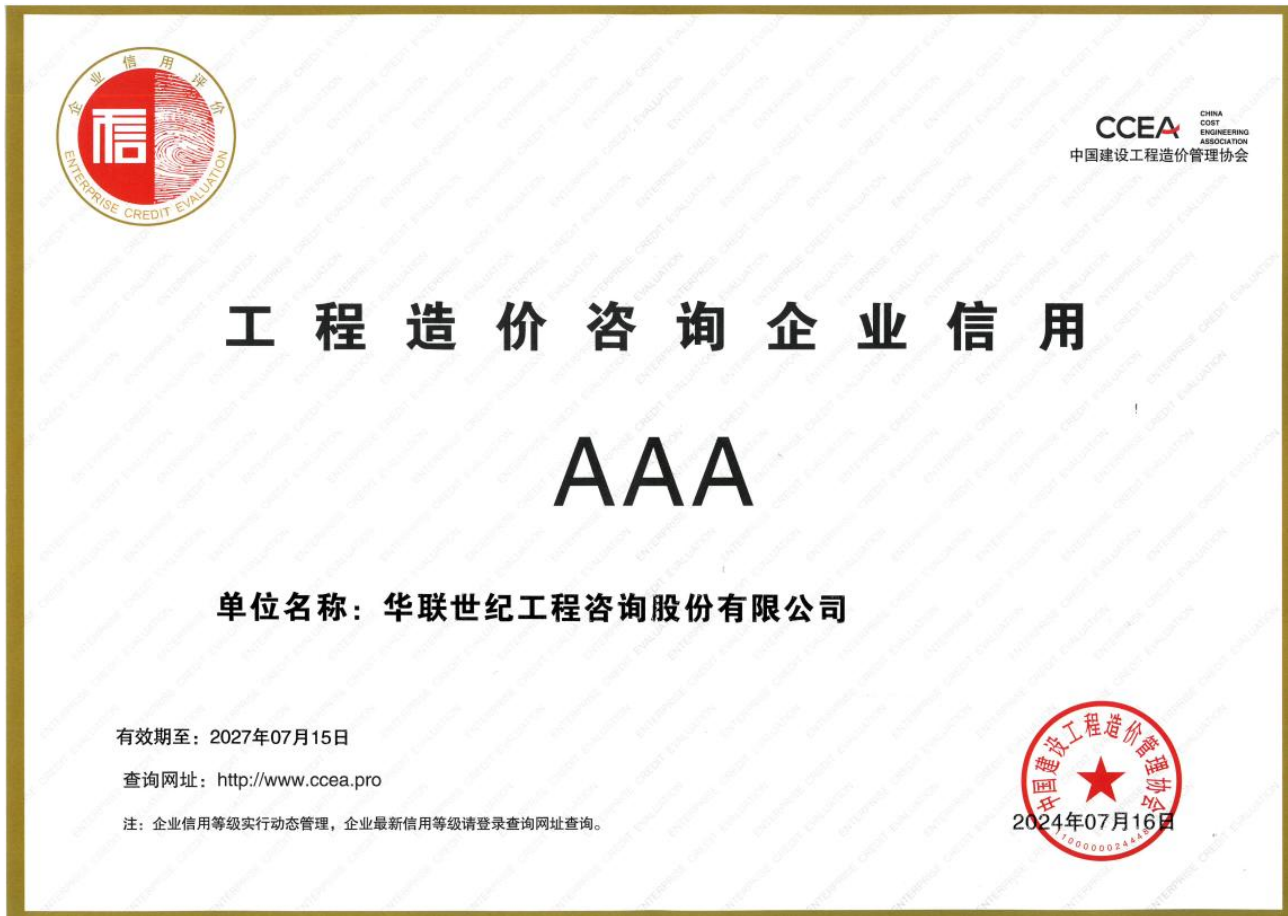 企业信用评价
ENTERPRISE CREDIT EVALUATION
信
CCEA
CHINA
COST
ENGINEERING
ASSOCIATION
中国建设工程造价管理协会
工程造价咨询企业信用
AAA
单位名称：华联世纪工程咨询股份有限公司
有效期至：2027年07月15日
查询网址：http://www.ccea.pro
注：企业信用等级实行动态管理，企业最新信用等级请登录查询网址查询。
中国建设工程造价管理协会
2024年07月16日